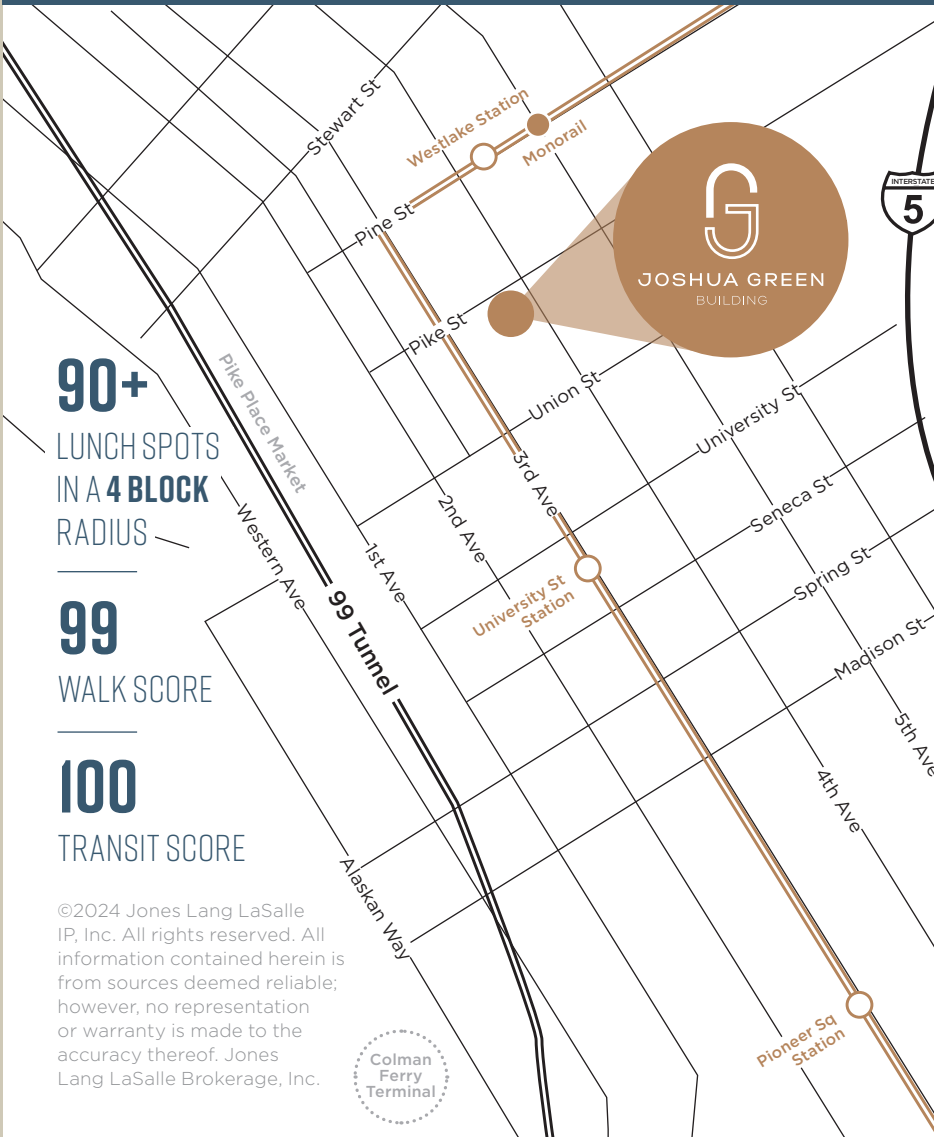 Stewart St
Westlake Station
Monorail
INTERSTATE
5
Pine St
JG
JOSHUA GREEN
BUILDING
Pike St
Pike Place Market
Union St
University St
90+
LUNCH SPOTS
IN A 4 BLOCK
RADIUS
3rd Ave
2nd Ave
Seneca St
Western Ave
1st Ave
Spring St
99 Tunnel
University St
Station
99
WALK SCORE
Madison St
5th Ave
4th Ave
100
TRANSIT SCORE
Alaskan Way
©2024 Jones Lang LaSalle
IP, Inc. All rights reserved. All
information contained herein is
from sources deemed reliable;
however, no representation
or warranty is made to the
accuracy thereof. Jones
Lang LaSalle Brokerage, Inc.
Colman
Ferry
Terminal
Pioneer Sq
Station